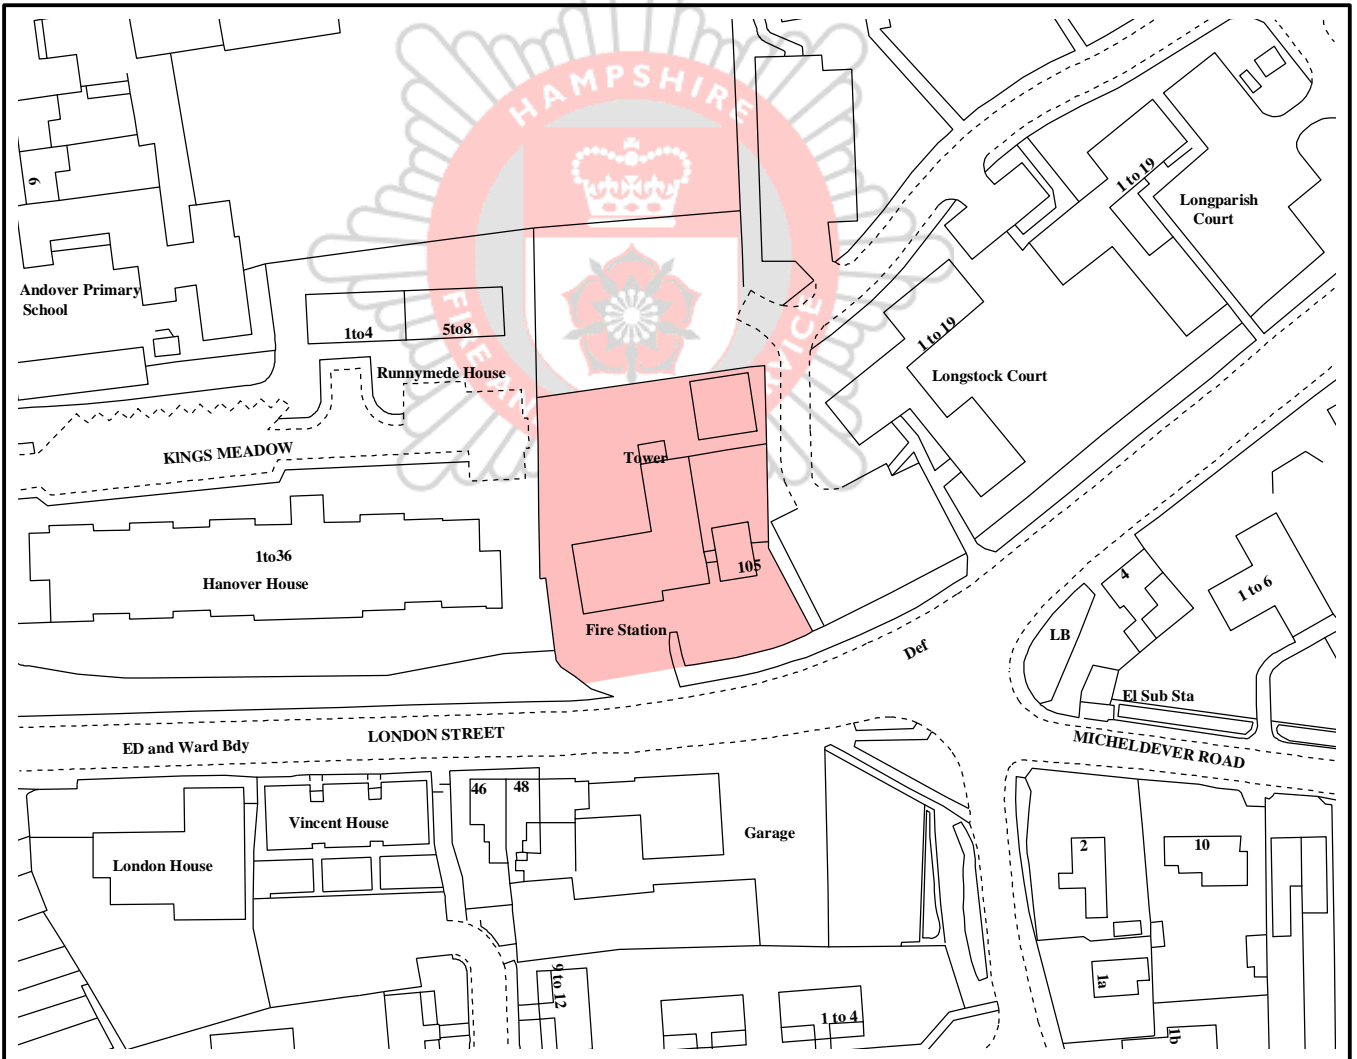 HAMPSHIRE
FIRE AND
SERVICE
6
1 to 19
Longparish
Court
Andover Primary
School
1to4
5to8
1 to 19
Runnymede House
Longstock Court
KINGS MEADOW
Tower
1to36
Hanover House
105
4
1 to 6
Fire Station
LB
Def
El Sub Sta
LONDON STREET
ED and Ward Bdy
MICHELDEVER ROAD
46
48
Vincent House
Garage
London House
2
10
9 to 12
1a
1 to 4
1b